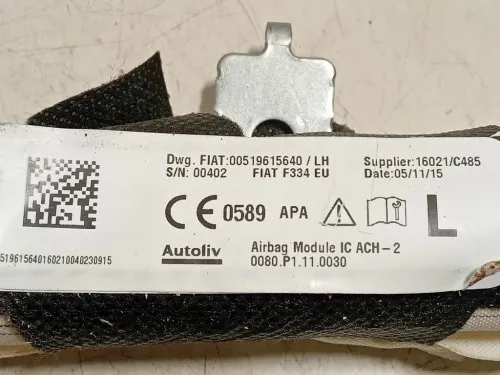 Dwg. FIAT:00519615640 / LH Supplier:16021/C485
S/N: 00402 FIAT F334 EU Date:05/11/15
CE 0589 APA L
Autoliv Airbag Module IC ACH-2
0080.P1.11.0030
519615640160210040230915